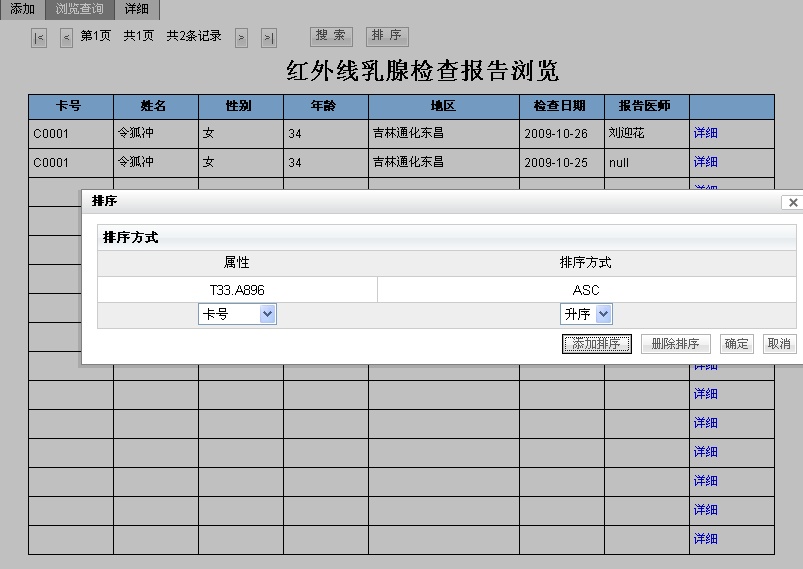 添加 浏览查询 详细
|< < 第1页 共1页 共2条记录 > >| 搜 索 排 序
红外线乳腺检查报告浏览
卡号 姓名 性别 年龄 地区 检查日期 报告医师
C0001 令狐冲 女 34 吉林通化东昌 2009-10-26 刘迎花 详细
C0001 令狐冲 女 34 吉林通化东昌 2009-10-25 null 详细
详细
排序
排序方式
属性 排序方式
T33.A896 ASC
卡号 升序
添加排序 删除排序 确定 取消
详细
详细
详细
详细
详细
详细
详细